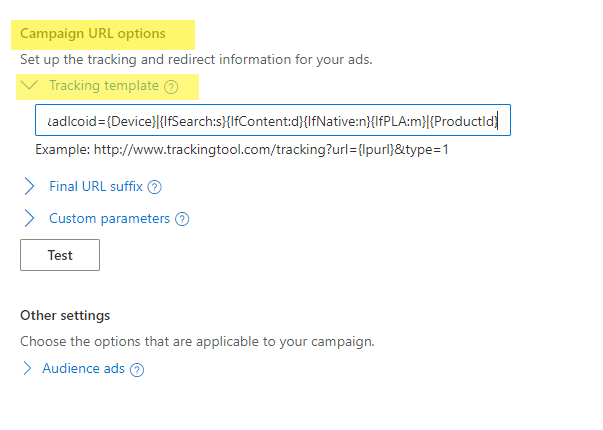 Campaign URL options
Set up the tracking and redirect information for your ads.
Tracking template ?
adlcoid={Device}|{IfSearch:s}{IfContent:d}{IfNative:n}{IfPLA:m}|{ProductId}
Example: http://www.trackingtool.com/tracking?url={lpurl}&type=1
Final URL suffix ?
Custom parameters ?
Test
Other settings
Choose the options that are applicable to your campaign.
Audience ads ?